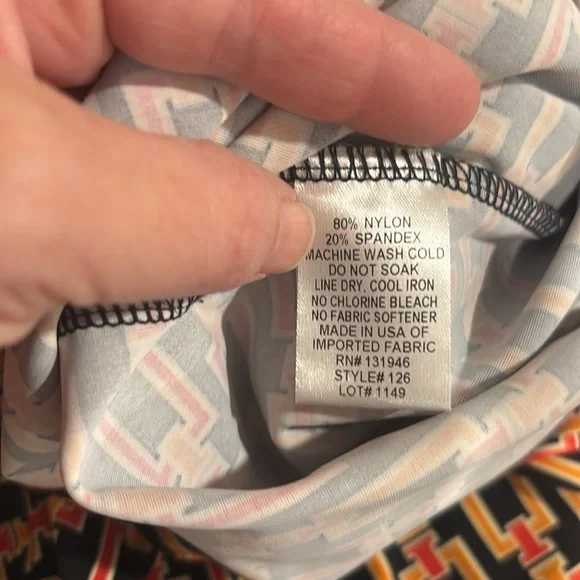 80% NYLON
20% SPANDEX
MACHINE WASH COLD
DO NOT SOAK
LINE DRY, COOL IRON
NO CHLORINE BLEACH
NO FABRIC SOFTENER
MADE IN USA OF
IMPORTED FABRIC
RN# 131946
STYLE# 126
LOT# 1149